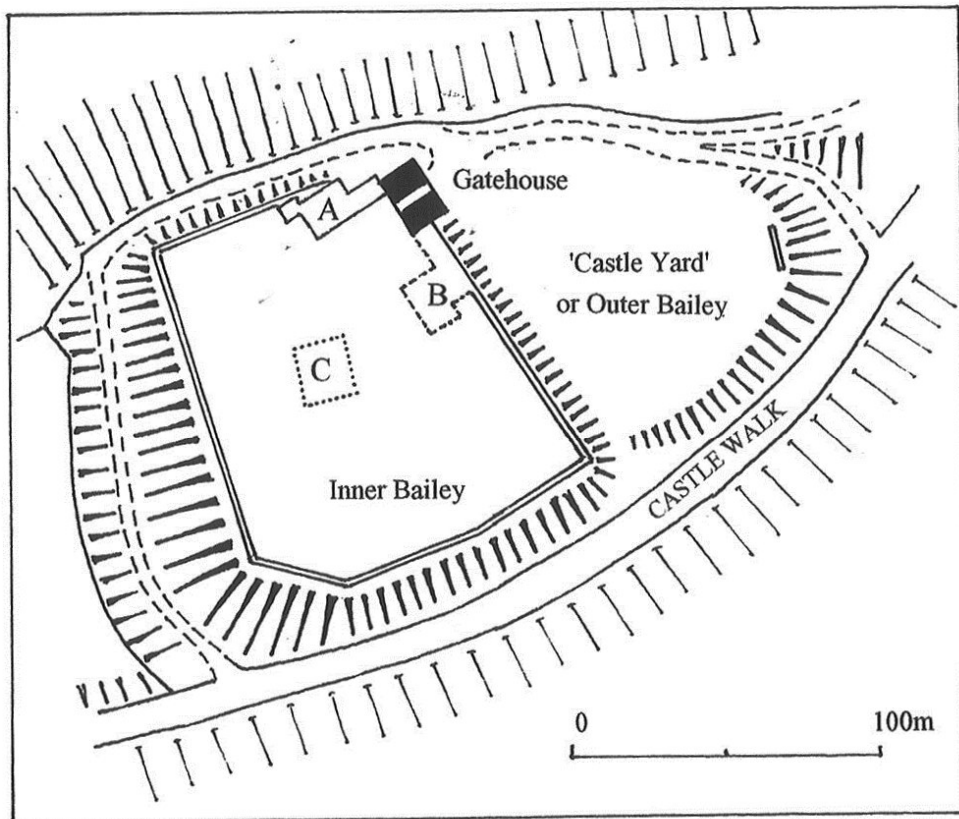 Gatehouse
A
'Castle Yard'
or Outer Bailey
B
C
Inner Bailey
CASTLE WALK
0 100m